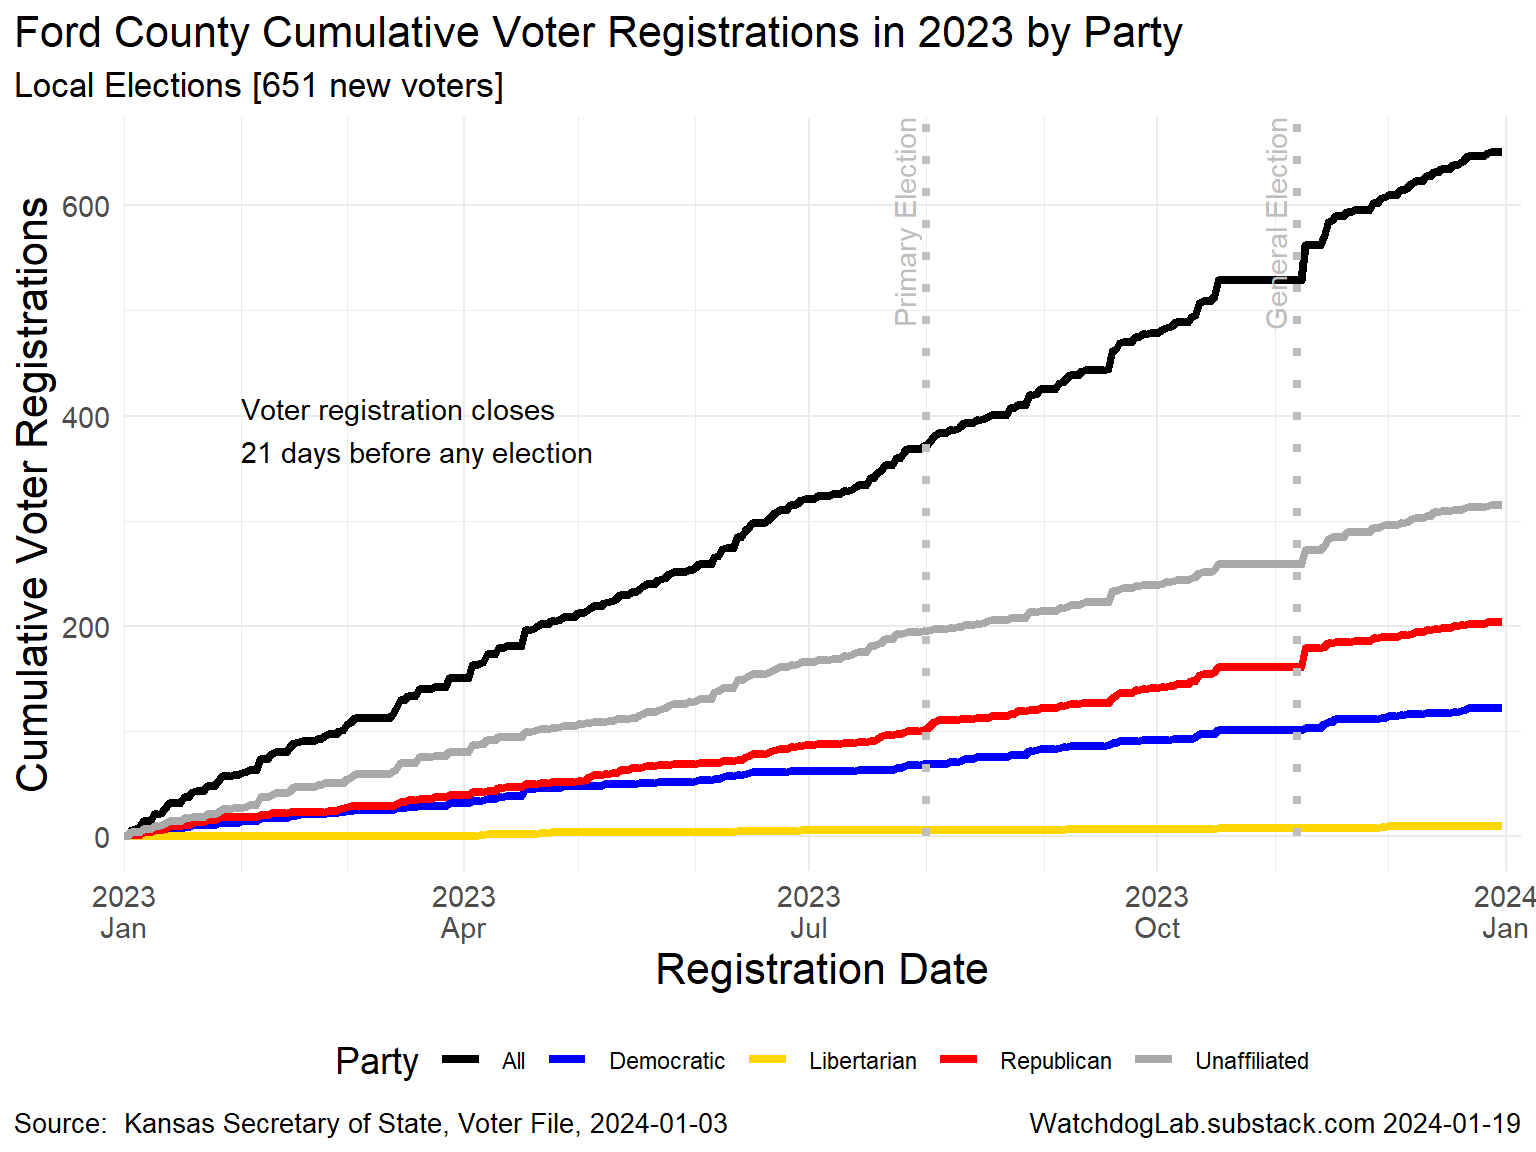 Ford County Cumulative Voter Registrations in 2023 by Party
Local Elections [651 new voters]
Cumulative Voter Registrations
600
400
200
0
Primary Election
General Election
Voter registration closes
21 days before any election
2023
Jan
2023
Apr
2023
Jul
2023
Oct
2024
Jan
Registration Date
Party All Democratic Libertarian Republican Unaffiliated
Source:  Kansas Secretary of State, Voter File, 2024-01-03
WatchdogLab.substack.com 2024-01-19